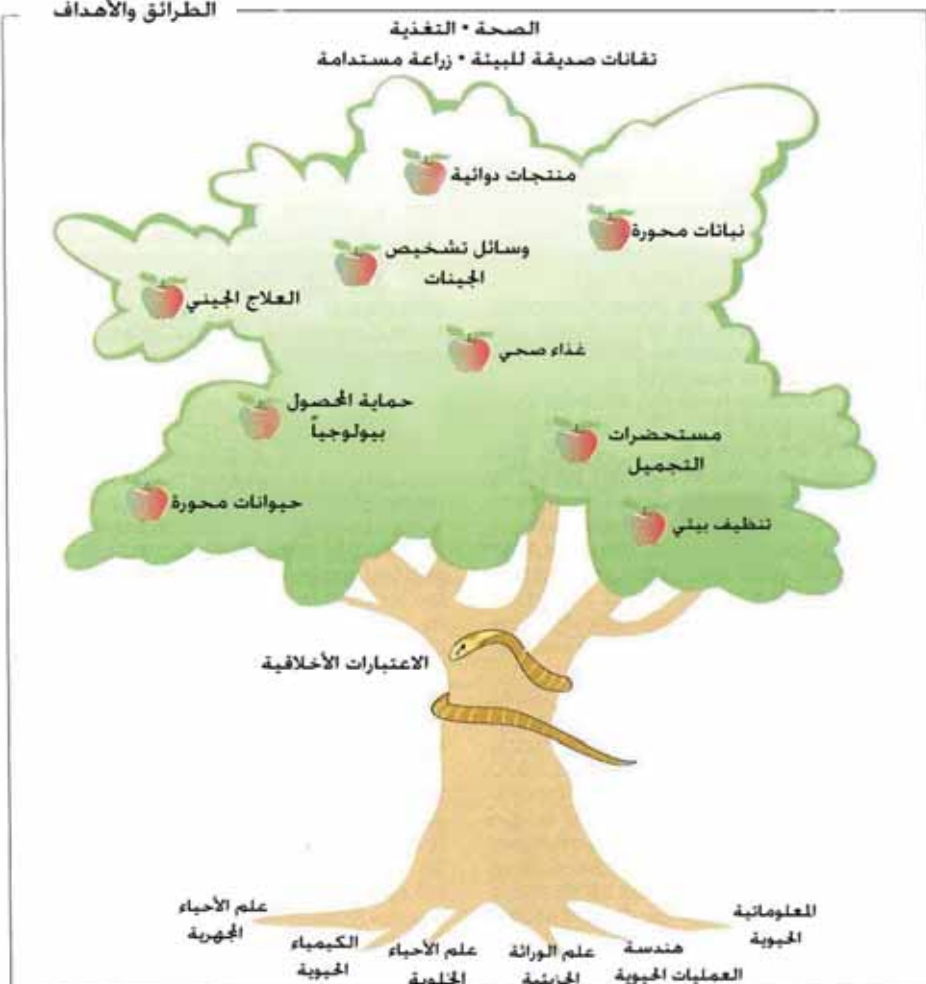 الطرائق والأهداف
الصحة • التغذية
تقانات صديقة للبيئة • زراعة مستدامة
منتجات دوائية
نباتات محورة
وسائل تشخيص
الجينات
العلاج الجيني
غذاء صحي
حماية المحصول
بيولوجياً
مستحضرات
التجميل
حيوانات محورة
تنظيف بيئي
الاعتبارات الأخلاقية
المعلوماتية
الحيوية
هندسة
العمليات الحيوية
علم الوراثة
الجزيئية
علم الأحياء
الخلوية
الكيمياء
الحيوية
علم الأحياء
المجهرية